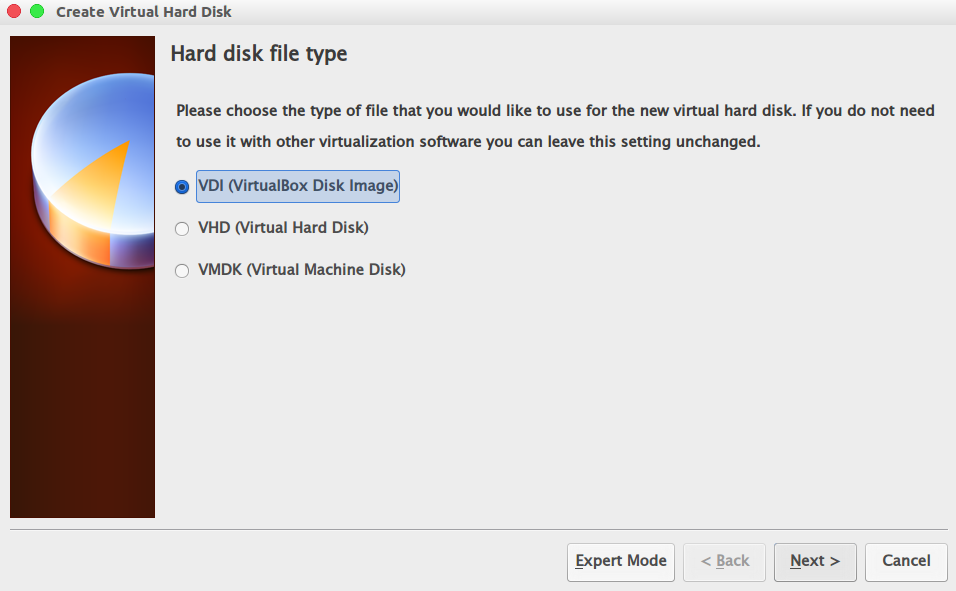 Create Virtual Hard Disk
Hard disk file type
Please choose the type of file that you would like to use for the new virtual hard disk. If you do not need
to use it with other virtualization software you can leave this setting unchanged.
VDI (VirtualBox Disk Image)
VHD (Virtual Hard Disk)
VMDK (Virtual Machine Disk)
Expert Mode
< Back
Next >
Cancel